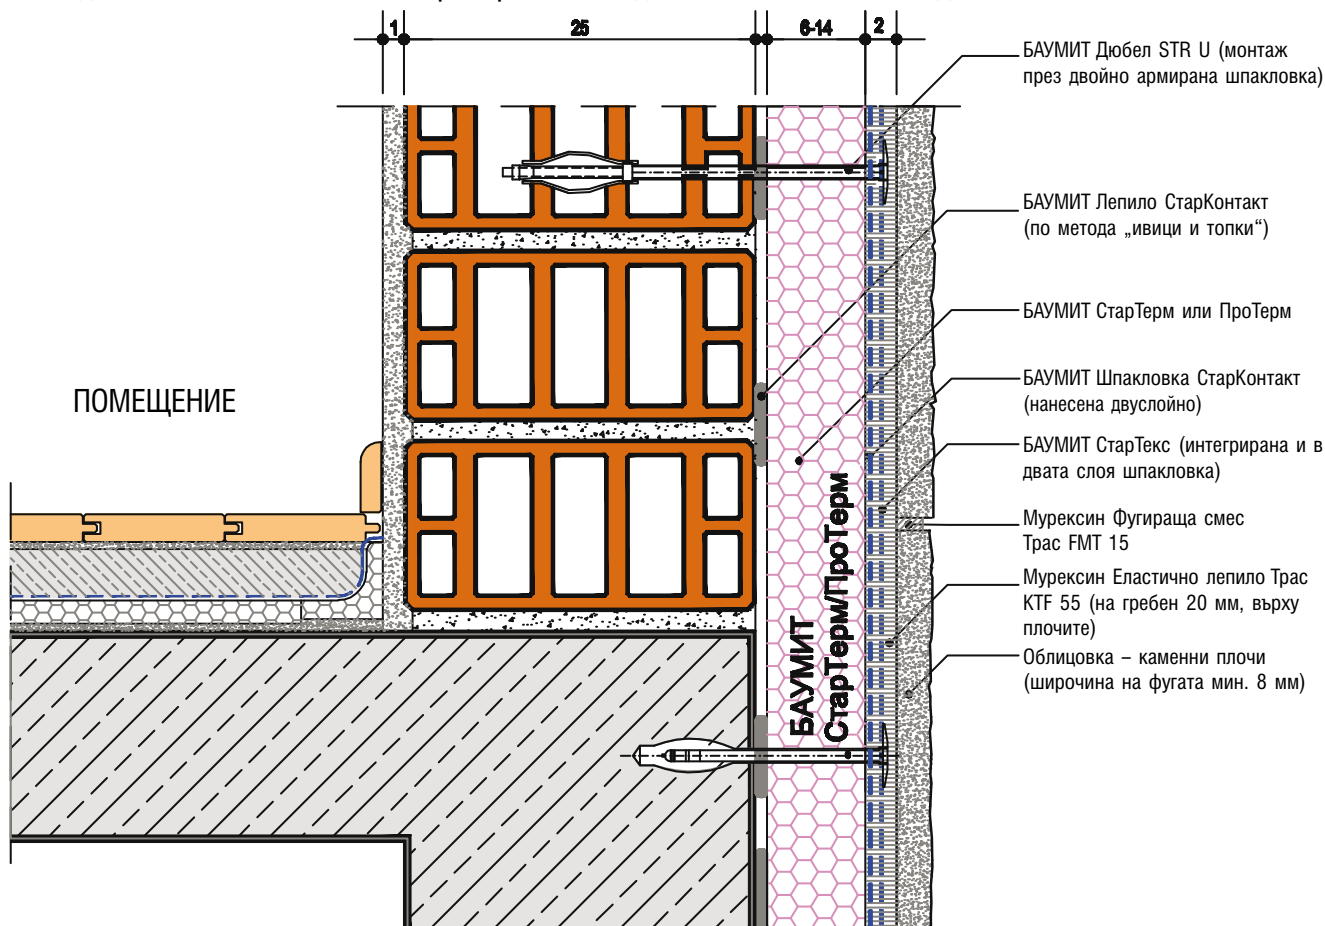 1 25 6-14 2
БАУМИТ Дюбел STR U (монтаж
през двойно армирана шпакловка)
БАУМИТ Лепило СтарКонтакт
(по метода „ивици и топки“)
БАУМИТ СтарТерм или ПроТерм
ПОМЕЩЕНИЕ
БАУМИТ Шпакловка СтарКонтакт
(нанесена двуслойно)
БАУМИТ СтарТекс (интегрирана и в
двата слоя шпакловка)
Мурексин Фугираща смес
Трас FMT 15
Мурексин Еластично лепило Трас
KTF 55 (на гребен 20 мм, върху
плочите)
Облицовка – каменни плочи
(широчина на фугата мин. 8 мм)
БАУМИТ
СтарТерм/ПроТерм